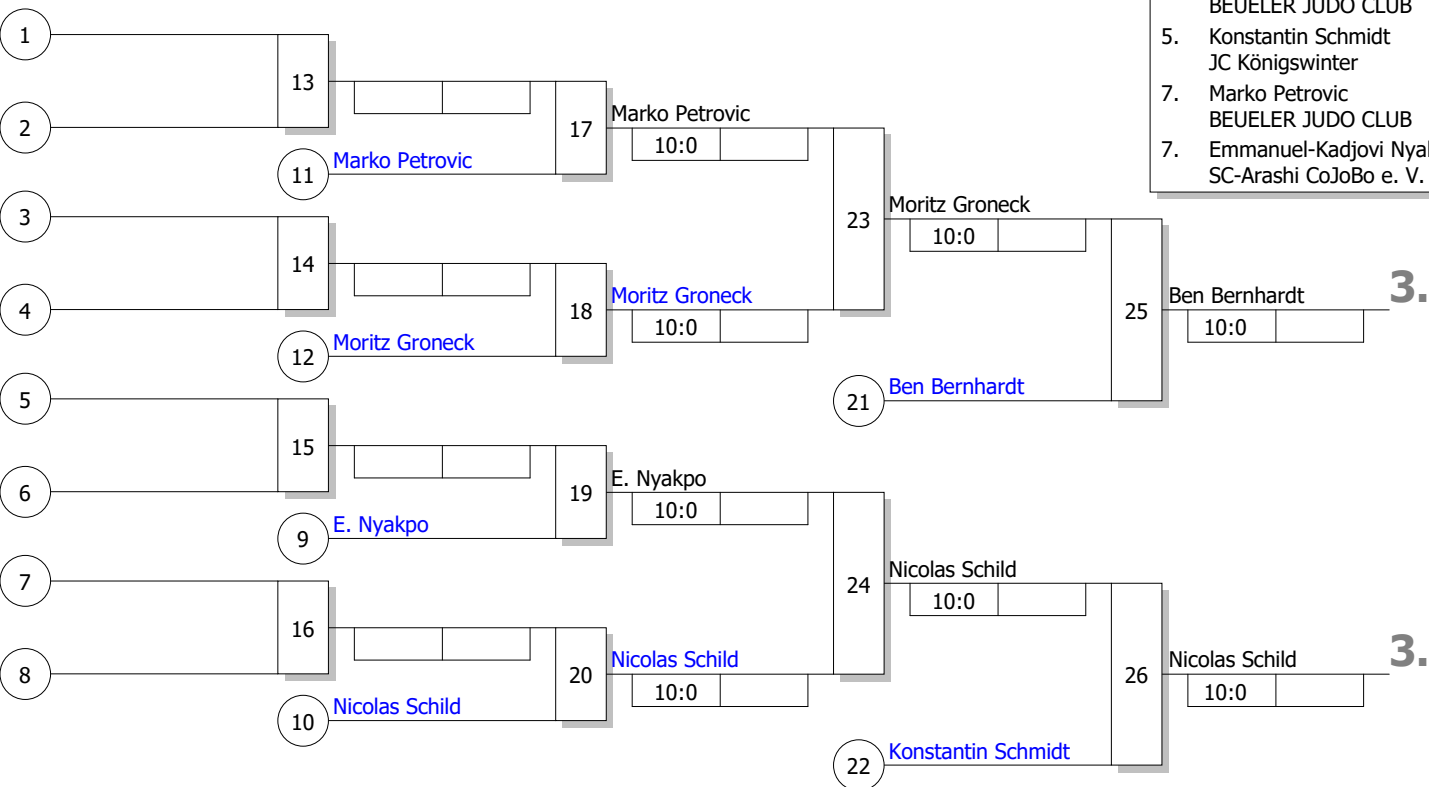 BEUELER JUDO CLUB
5. Konstantin Schmidt
JC Königswinter
7. Marko Petrovic
BEUELER JUDO CLUB
7.
SC-Arashi CoJoBo e. V.
1
13
2
17
Marko Petrovic
10:0
11
Marko Petrovic
3
23
Moritz Groneck
10:0
14
4
18
Moritz Groneck
10:0
12
Moritz Groneck
25
Ben Bernhardt
3.
10:0
5
21
Ben Bernhardt
15
6
19
E. Nyakpo
10:0
9
E. Nyakpo
7
24
Nicolas Schild
10:0
16
8
20
Nicolas Schild
10:0
10
Nicolas Schild
26
Nicolas Schild
3.
10:0
22
Konstantin Schmidt